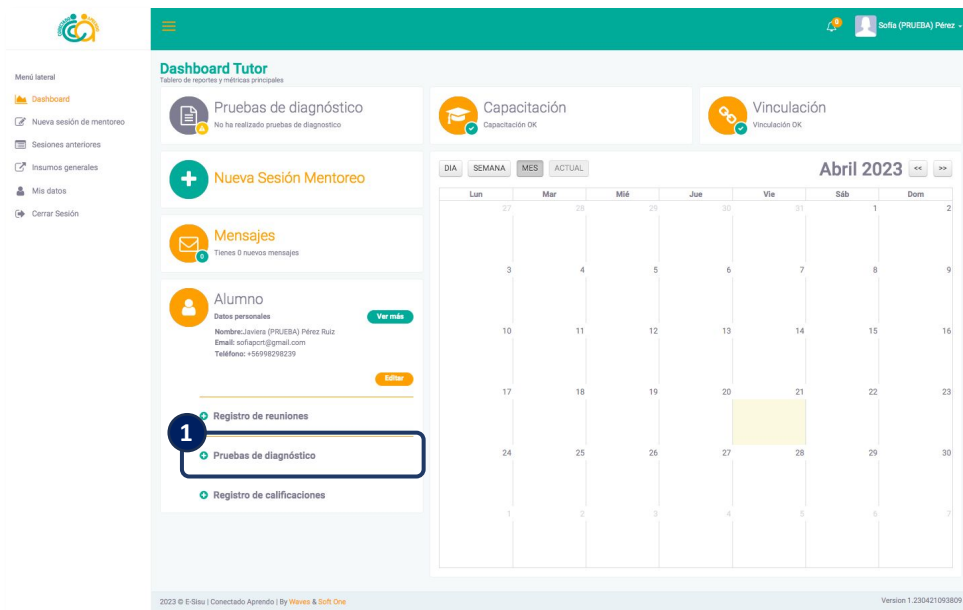 Sofía (PRUEBA) Pérez
0
Menú lateral
Dashboard
Nueva sesión de mentoreo
Sesiones anteriores
Insumos generales
Mis datos
Cerrar Sesión
Dashboard Tutor
Tablero de reportes y métricas principales
Pruebas de diagnóstico
No ha realizado pruebas de diagnostico
Capacitación
Capacitación OK
Vinculación
Vinculación OK
Nueva Sesión Mentoreo
Mensajes
Tienes 0 nuevos mensajes
0
Alumno
Datos personales
Ver más
Nombre:Javiera (PRUEBA) Pérez Ruiz
Email: sofiapcrt@gmail.com
Teléfono: +56998298239
Editar
Registro de reuniones
1
Pruebas de diagnóstico
Registro de calificaciones
DIA SEMANA MES ACTUAL
Abril 2023 << >>
Lun Mar Mié Jue Vie Sáb Dom
27 28 29 30 31 1 2
3 4 5 6 7 8 9
10 11 12 13 14 15 16
17 18 19 20 21 22 23
24 25 26 27 28 29 30
1 2 3 4 5 6 7
2023 © E-Sisu | Conectado Aprendo | By Waves & Soft One
Version 1.230421093809